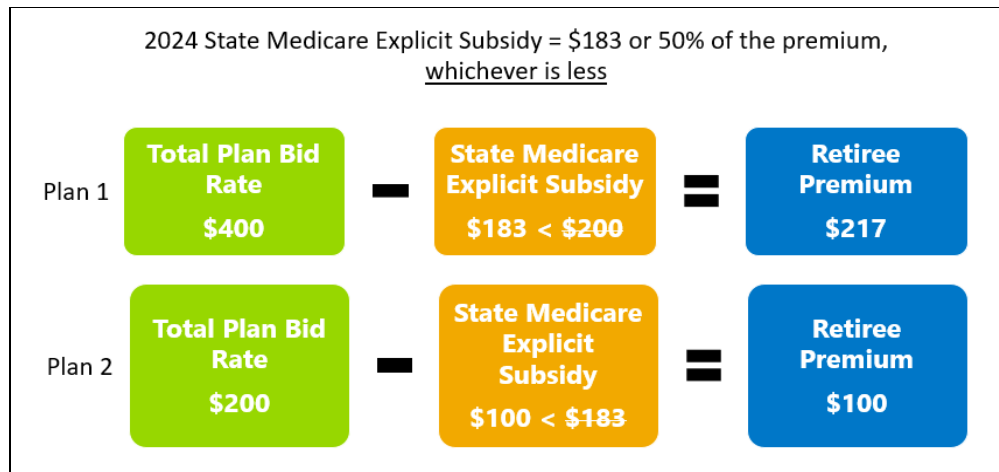 2024 State Medicare Explicit Subsidy = $183 or 50% of the premium,
whichever is less
Plan 1
Total Plan Bid
Rate
$400
-
State Medicare
Explicit Subsidy
$183 < $200
=
Retiree
Premium
$217
Plan 2
Total Plan Bid
Rate
$200
-
State Medicare
Explicit
Subsidy
$100 < $183
=
Retiree
Premium
$100